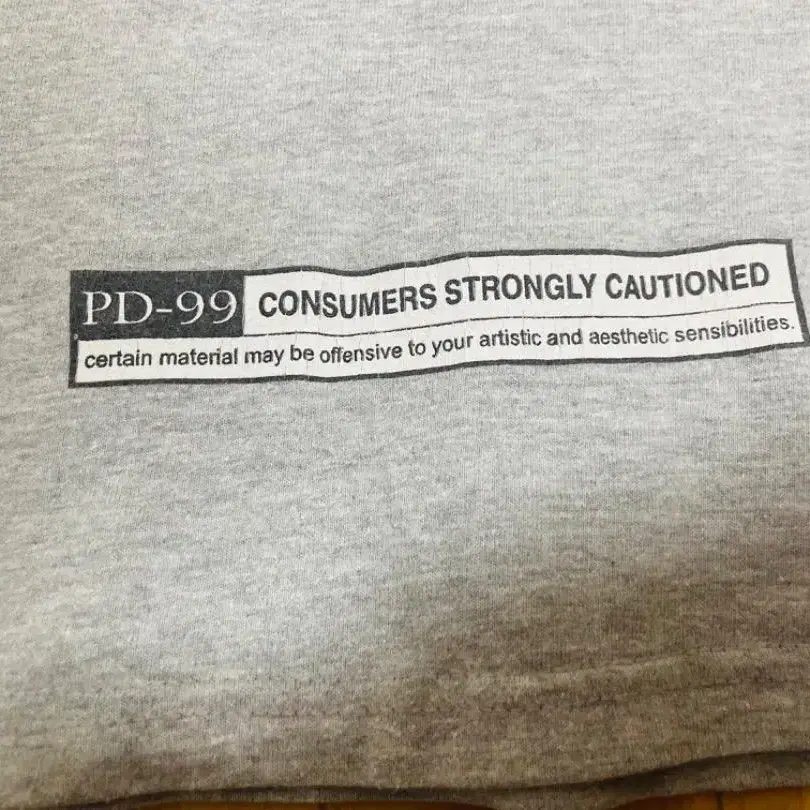 PD-99 CONSUMERS STRONGLY CAUTIONED
certain material may be offensive to your artistic and aesthetic sensibilities.